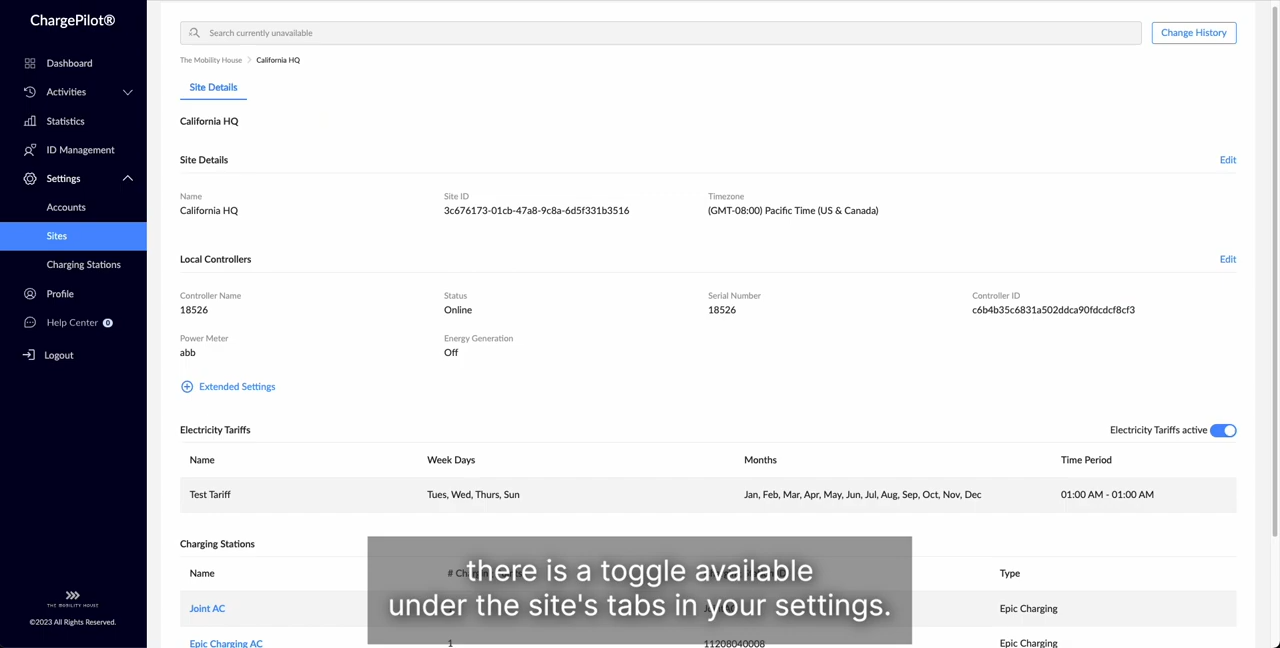 ChargePilot®
Dashboard
Activities
Statistics
ID Management
Settings
Accounts
Sites
Charging Stations
Profile
Help Center 0
Logout
THE MOBILITY HOUSE
©2023 All Rights Reserved.
Search currently unavailable
Change History
The Mobility House > California HQ
Site Details
California HQ
Site Details Edit
Name Site ID Timezone
California HQ 3c676173-01cb-47a8-9c8a-6d5f331b3516 (GMT-08:00) Pacific Time (US & Canada)
Local Controllers Edit
Controller Name Status Serial Number Controller ID
18526 Online 18526 c6b4b35c6831a502ddca90fdcdcf8cf3
Power Meter Energy Generation
abb Off
Extended Settings
Electricity Tariffs Electricity Tariffs active
Name Week Days Months Time Period
Test Tariff Tues, Wed, Thurs, Sun Jan, Feb, Mar, Apr, May, Jun, Jul, Aug, Sep, Oct, Nov, Dec 01:00 AM - 01:00 AM
Charging Stations
Name Type
Joint AC Epic Charging
Epic Charging AC 1 11208040008 Epic Charging
there is a toggle available
under the site's tabs in your settings.